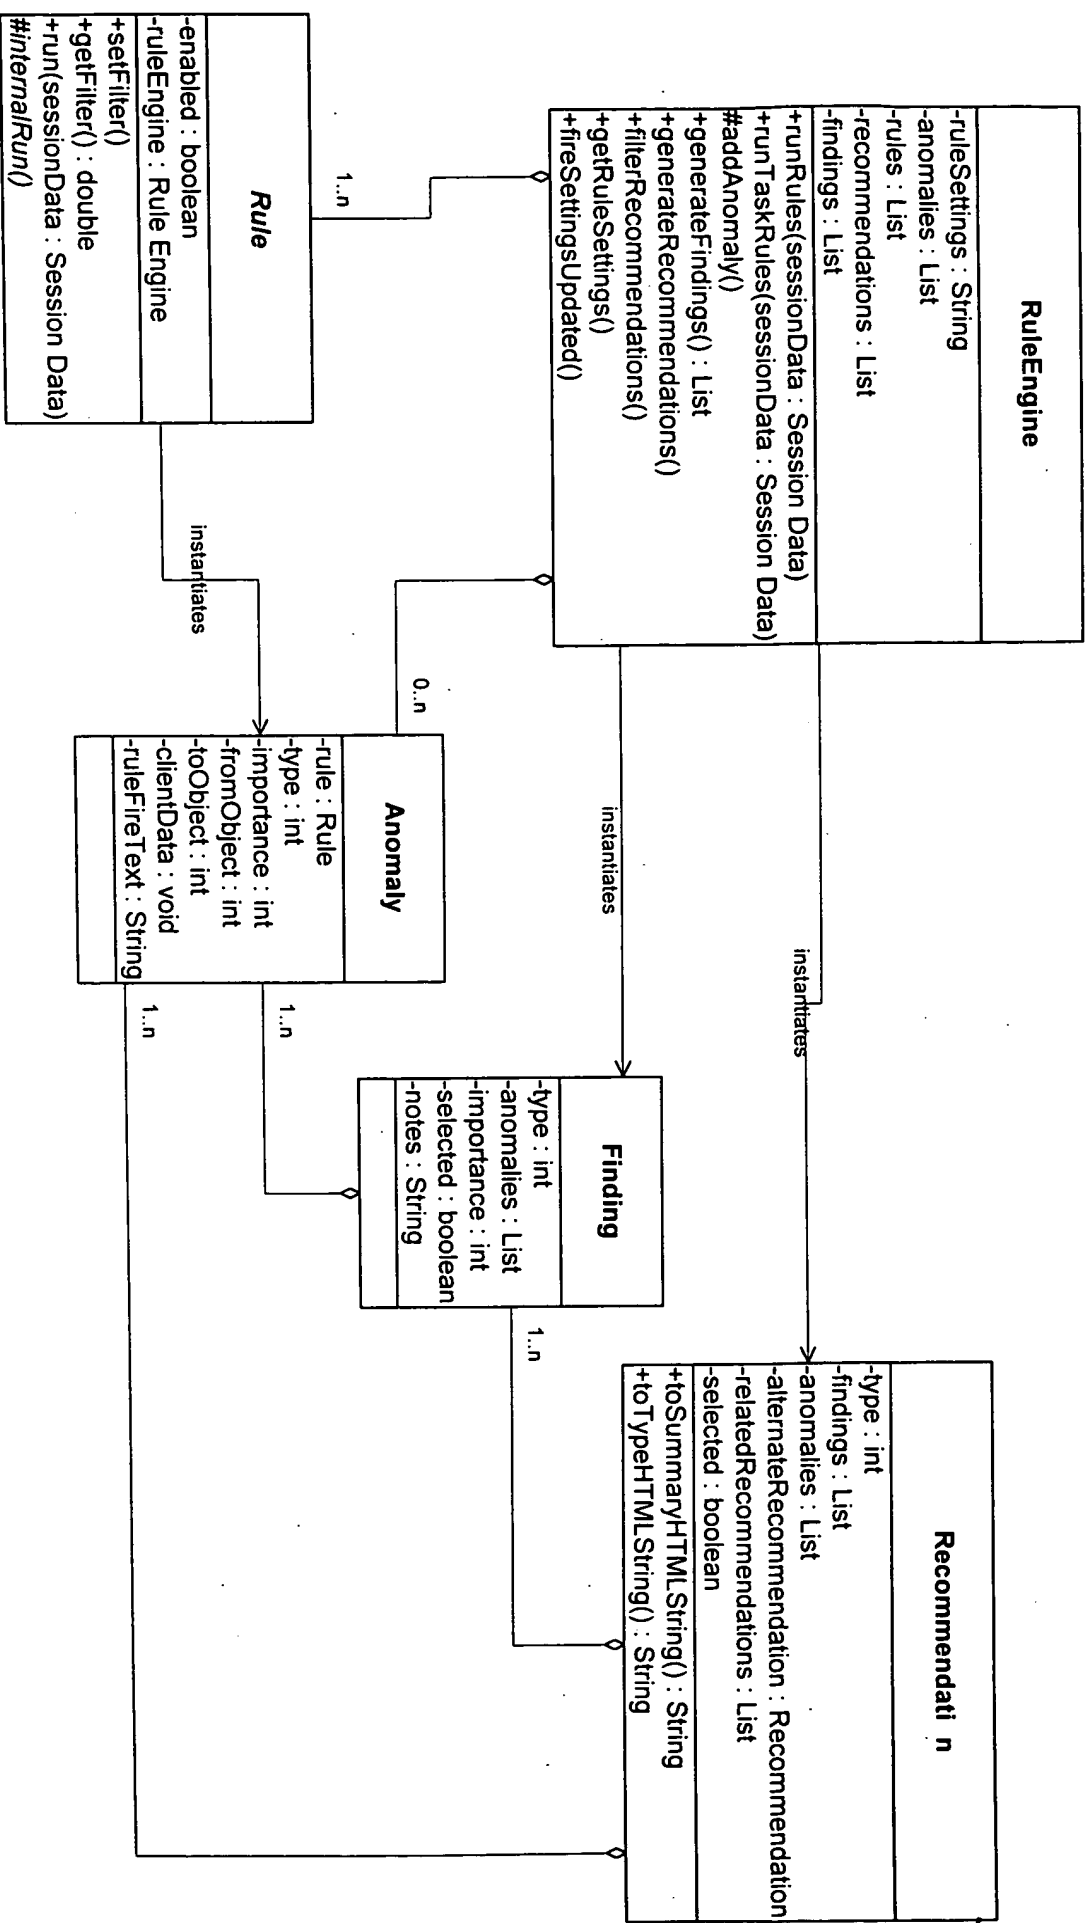 RuleEngine
-ruleSettings : String
-anomalies : List
-rules : List
-recommendations : List
-findings : List
+runRules(sessionData : Session Data)
+runTaskRules(sessionData : Session Data)
#addAnomaly()
+generateFindings() : List
+generateRecommendations()
+filterRecommendations()
+getRuleSettings()
+fireSettingsUpdated()
instantiates
Recommendati n
-type : int
-findings : List
-anomalies : List
-alternateRecommendation : Recommendation
-relatedRecommendations : List
-selected : boolean
+toSummaryHTMLString() : String
+toTypeHTMLString() : String
instantiates
Finding
-type : int
-anomalies : List
-importance : int
-selected : boolean
-notes : String
1..n
1..n
0..n
Anomaly
-rule : Rule
-type : int
-importance : int
-fromObject : int
-toObject : int
-clientData : void
-ruleFireText : String
1..n
1..n
Rule
-enabled : boolean
-ruleEngine : Rule Engine
+setFilter()
+getFilter() : double
+run(sessionData : Session Data)
#internalRun()
instantiates